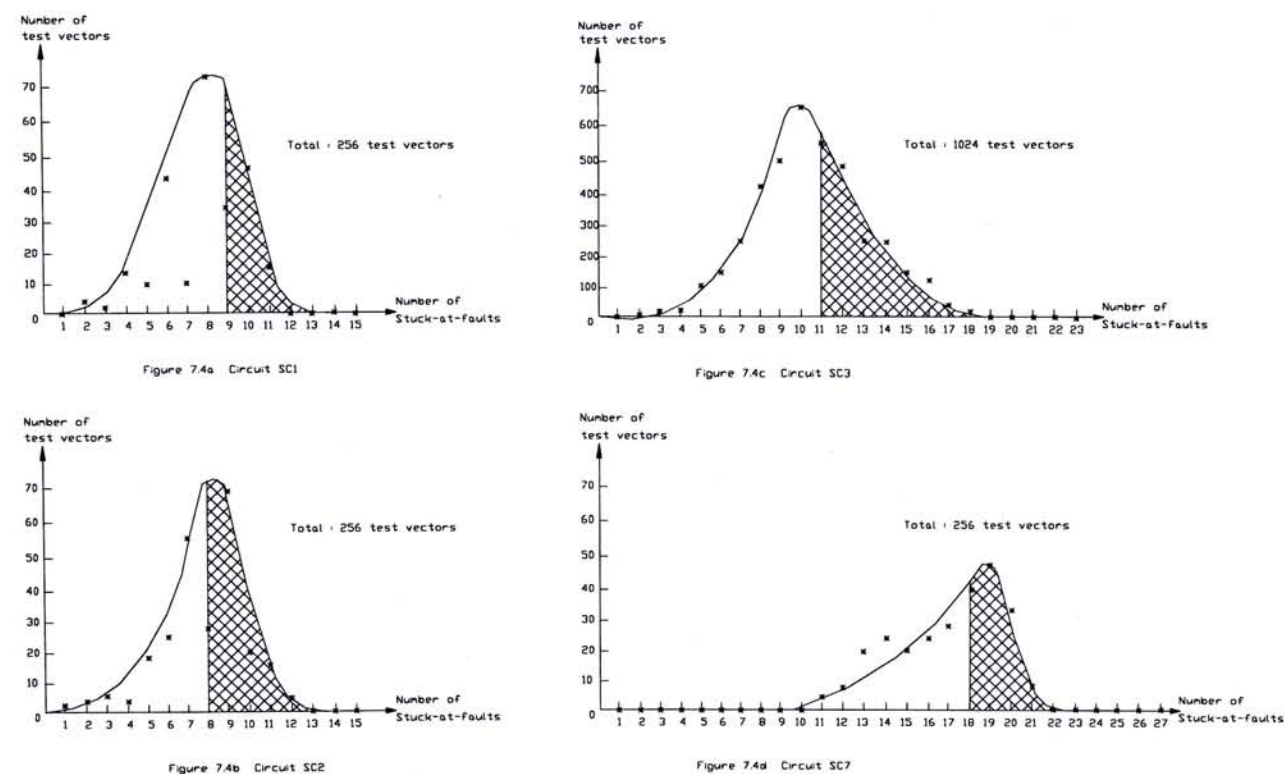 Number of
test vectors
70
60
50
40
30
20
10
0
1 2 3 4 5 6 7 8 9 10 11 12 13 14 15
Total : 256 test vectors
Number of
Stuck-at-faults
Figure 7.4a Circuit SC1
Number of
test vectors
700
600
500
400
300
200
100
0
1 2 3 4 5 6 7 8 9 10 11 12 13 14 15 16 17 18 19 20 21 22 23
Total : 1024 test vectors
Number of
Stuck-at-faults
Figure 7.4c Circuit SC3
Number of
test vectors
70
60
50
40
30
20
10
0
1 2 3 4 5 6 7 8 9 10 11 12 13 14 15
Total : 256 test vectors
Number of
Stuck-at-faults
Figure 7.4b Circuit SC2
Number of
test vectors
70
60
50
40
30
20
10
0
1 2 3 4 5 6 7 8 9 10 11 12 13 14 15 16 17 18 19 20 21 22 23 24 25 26 27
Total : 256 test vectors
Number of
Stuck-at-faults
Figure 7.4d Circuit SC7